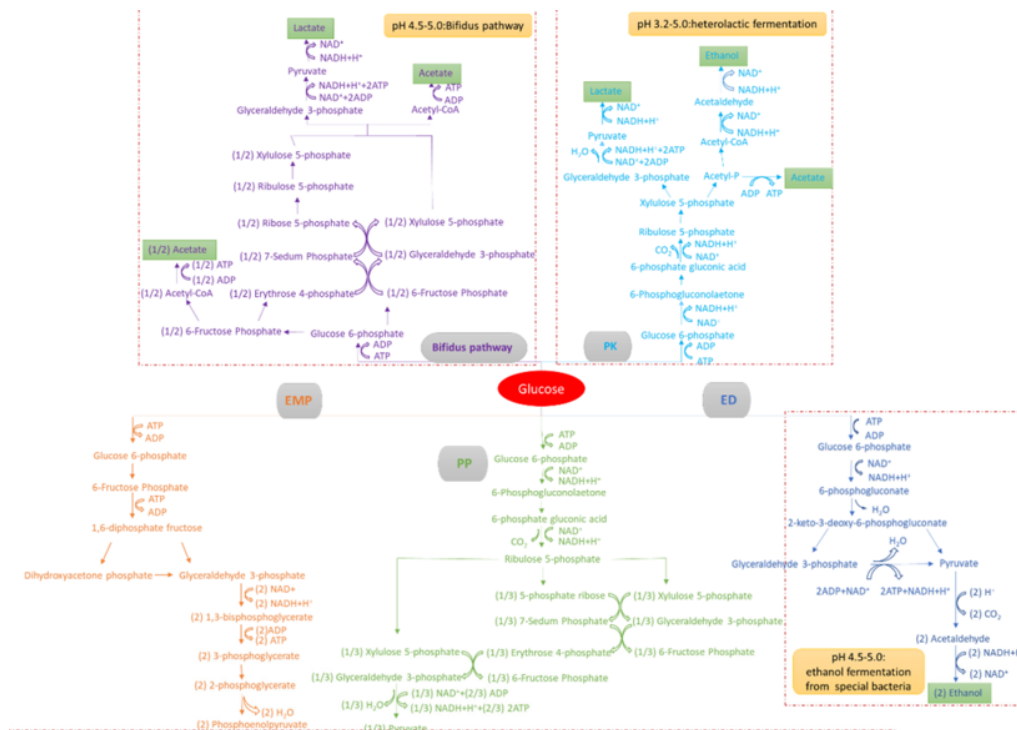 pH 4.5-5.0:Bifidus pathway
Lactate
NAD⁺
NADH+H⁺
Pyruvate
NADH+H⁺+2ATP
NAD⁺+2ADP
Glyceraldehyde 3-phosphate
Acetate
ATP
ADP
Acetyl-CoA
(1/2) Xylulose 5-phosphate
(1/2) Ribulose 5-phosphate
(1/2) Ribose 5-phosphate
(1/2) Xylulose 5-phosphate
(1/2) Acetate
(1/2) 7-Sedum Phosphate
(1/2) Glyceraldehyde 3-phosphate
(1/2) ATP
(1/2) ADP
(1/2) Acetyl-CoA
(1/2) Erythrose 4-phosphate
(1/2) 6-Fructose Phosphate
(1/2) 6-Fructose Phosphate
Glucose 6-phosphate
ADP
ATP
Bifidus pathway
pH 3.2-5.0:heterolactic fermentation
Ethanol
NAD⁺
NADH+H⁺
Acetaldehyde
NAD⁺
NADH+H⁺
Acetyl-CoA
Lactate
NAD⁺
NADH+H⁺
Pyruvate
H₂O
NADH+H⁺+2ATP
NAD⁺+2ADP
Glyceraldehyde 3-phosphate
Acetyl-P
Acetate
ADP ATP
Xylulose 5-phosphate
Ribulose 5-phosphate
CO₂
NADH+H⁺
NAD⁺
6-phosphate gluconic acid
6-Phosphogluconolaetone
NADH+H⁺
Glucose 6-phosphate
ADP
ATP
PK
Glucose
EMP
ATP
ADP
Glucose 6-phosphate
6-Fructose Phosphate
ATP
ADP
1,6-diphosphate fructose
Dihydroxyacetone phosphate
Glyceraldehyde 3-phosphate
(2) NAD+
(2) NADH+H⁺
(2) 1,3-bisphosphoglycerate
(2)ADP
(2) ATP
(2) 3-phosphoglycerate
(2) 2-phosphoglycerate
(2) H₂O
(2) Phosphoenolpyruvate
PP
ATP
ADP
Glucose 6-phosphate
NAD⁺
NADH+H⁺
6-Phosphogluconolaetone
6-phosphate gluconic acid
CO₂
NAD⁺
NADH+H⁺
Ribulose 5-phosphate
(1/3) 5-phosphate ribose
(1/3) Xylulose 5-phosphate
(1/3) 7-Sedum Phosphate
(1/3) Glyceraldehyde 3-phosphate
(1/3) Xylulose 5-phosphate
(1/3) Erythrose 4-phosphate
(1/3) 6-Fructose Phosphate
(1/3) Glyceraldehyde 3-phosphate
(1/3) 6-Fructose Phosphate
(1/3) H₂O
(1/3) NAD⁺+(2/3) ADP
(1/3) NADH+H⁺+(2/3) 2ATP
(1/3) Pyruvate
ED
ATP
ADP
Glucose 6-phosphate
NAD⁺
NADH+H⁺
6-phosphogluconate
H₂O
2-keto-3-deoxy-6-phosphogluconate
H₂O
Glyceraldehyde 3-phosphate
Pyruvate
2ADP+NAD⁺
2ATP+NADH+H⁺
(2) CO₂
(2) Acetaldehyde
(2) NAD⁺
(2) Ethanol
pH 4.5-5.0:
ethanol fermentation
from special bacteria